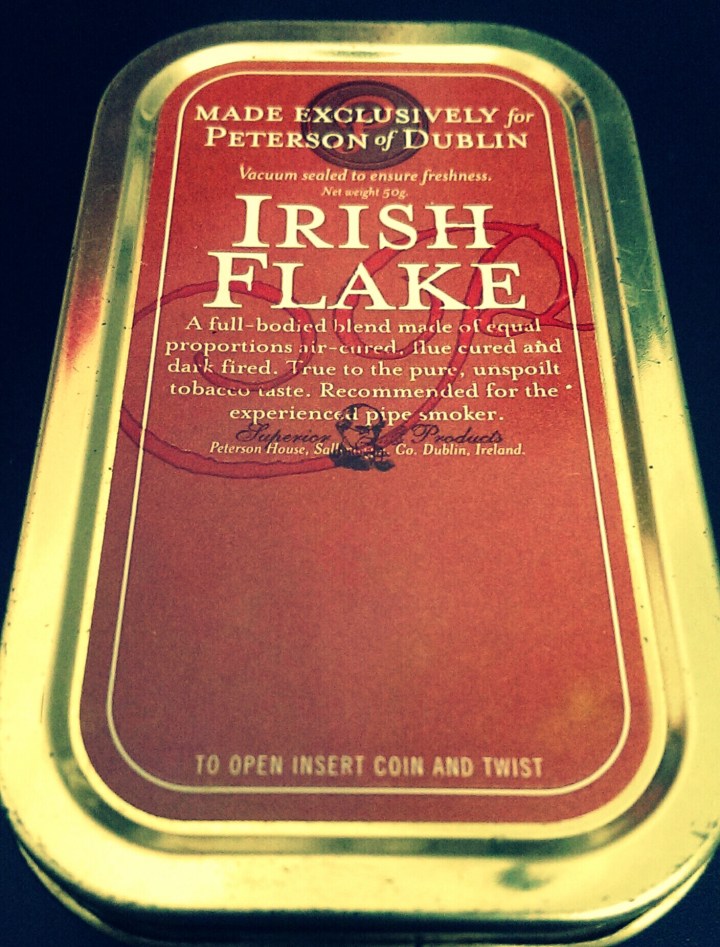 MADE EXCLUSIVELY for
PETERSON of DUBLIN
Vacuum sealed to ensure freshness.
Net weight 50g.
IRISH
FLAKE
A full-bodied blend made of equal
proportions air-cured, flue cured and
dark fired. True to the pure, unspoilt
tobacco taste. Recommended for the
experienced pipe smoker.
Superior Products
Peterson House, Co. Dublin, Ireland.
TO OPEN INSERT COIN AND TWIST